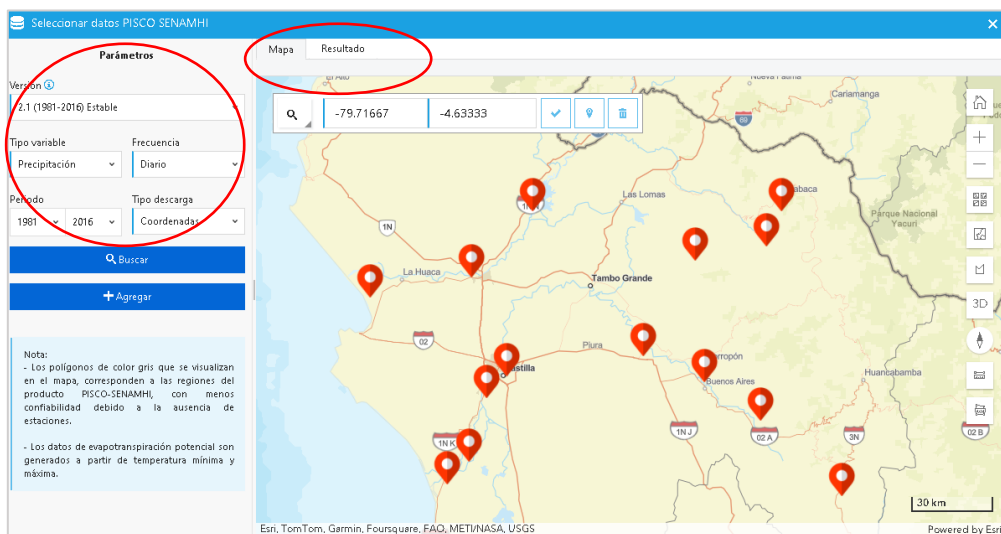 Seleccionar datos PISCO SENAMHI
Parámetros
Versión
2.1 (1981-2016) Estable
Tipo variable
Frecuencia
Precipitación
Diario
Periodo
Tipo descarga
1981
2016
Coordenadas
Buscar
Agregar
Nota:
- Los polígonos de color gris que se visualizan
en el mapa, corresponden a las regiones del
producto PISCO-SENAMHI, con menos
confiabilidad debido a la ausencia de
estaciones.
- Los datos de evapotranspiración potencial son
generados a partir de temperatura mínima y
máxima.
Mapa
Resultado
-79.71667
-4.63333
El Alto
Cariamanga
Las Lomas
Parque Nacional
Yacuri
1N
La Huaca
Tambo Grande
02
Piura
Buenos Aires
Huancabamba
1N K
1N J
02 A
3N
02 B
3D
30 km
Esri, TomTom, Garmin, Foursquare, FAO, METI/NASA, USGS
Powered by Esri